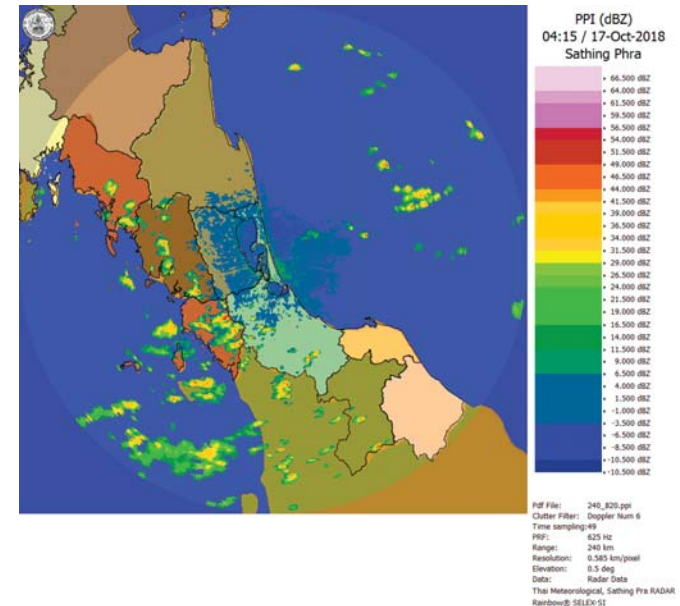 PPI (dBZ)
04:15 / 17-Oct-2018
Sathing Phra
66.500 dBZ
64.000 dBZ
61.500 dBZ
59.500 dBZ
56.500 dBZ
54.000 dBZ
51.500 dBZ
49.000 dBZ
46.500 dBZ
44.000 dBZ
41.500 dBZ
39.000 dBZ
36.500 dBZ
34.000 dBZ
31.500 dBZ
29.000 dBZ
26.500 dBZ
24.000 dBZ
21.500 dBZ
19.000 dBZ
16.500 dBZ
14.000 dBZ
11.500 dBZ
9.000 dBZ
6.500 dBZ
4.000 dBZ
1.500 dBZ
-1.000 dBZ
-3.500 dBZ
-6.500 dBZ
-8.500 dBZ
-10.500 dBZ
-10.500 dBZ
Pdf File: 240_820.ppi
Clutter Filter: Doppler Num 6
Time sampling:49
PRF: 625 Hz
Range: 240 km
Resolution: 0.585 km/pixel
Elevation: 0.5 deg
Data: Radar Data
Thai Meteorological, Sathing Pra RADAR
Rainbow® SELEX-SI